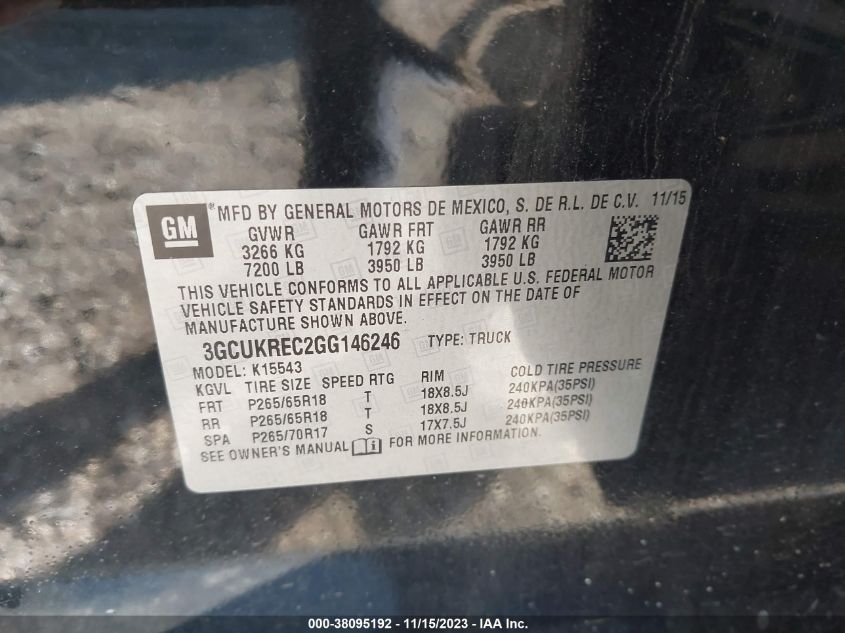 GM ® MFD BY GENERAL MOTORS DE MEXICO, S. DE R.L. DE C.V. 11/15
GVWR GAWR FRT GAWR RR
3266 KG 1792 KG 1792 KG
7200 LB 3950 LB 3950 LB
THIS VEHICLE CONFORMS TO ALL APPLICABLE U.S. FEDERAL MOTOR
VEHICLE SAFETY STANDARDS IN EFFECT ON THE DATE OF
MANUFACTURE SHOWN ABOVE.
3GCUKREC2GG146246 TYPE: TRUCK
MODEL: K15543
KGVL TIRE SIZE SPEED RTG RIM COLD TIRE PRESSURE
FRT P265/65R18 T 18X8.5J 240KPA(35PSI)
RR P265/65R18 T 18X8.5J 240KPA(35PSI)
SPA P265/70R17 S 17X7.5J 240KPA(35PSI)
SEE OWNER'S MANUAL FOR MORE INFORMATION.
000-38095192 - 11/15/2023 - IAA Inc.